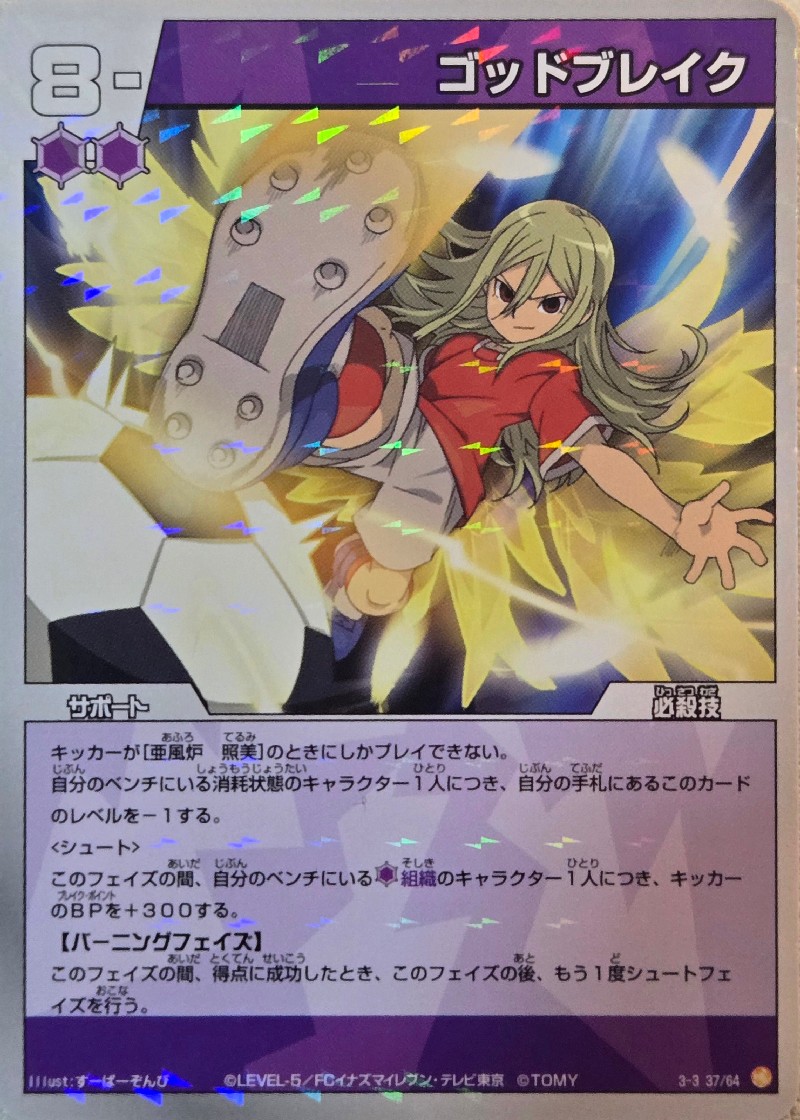 8-
ゴッドブレイク
サポート
必殺技
キッカーが[亜風炉 照美]のときにしかプレイできない。
自分のベンチにいる消耗状態のキャラクター1人につき、自分の手札にあるこのカード
のレベルを−1する。
<シュート>
このフェイズの間、自分のベンチにいる組織のキャラクター1人につき、キッカー
のBPを+300する。
【バーニングフェイズ】
このフェイズの間、得点に成功したとき、このフェイズの後、もう1度シュートフェ
イズを行う。
Illust:すーぱーぞんび ©LEVEL-5/FCイナズマイレブン・テレビ東京 ©TOMY 3-3 37/64